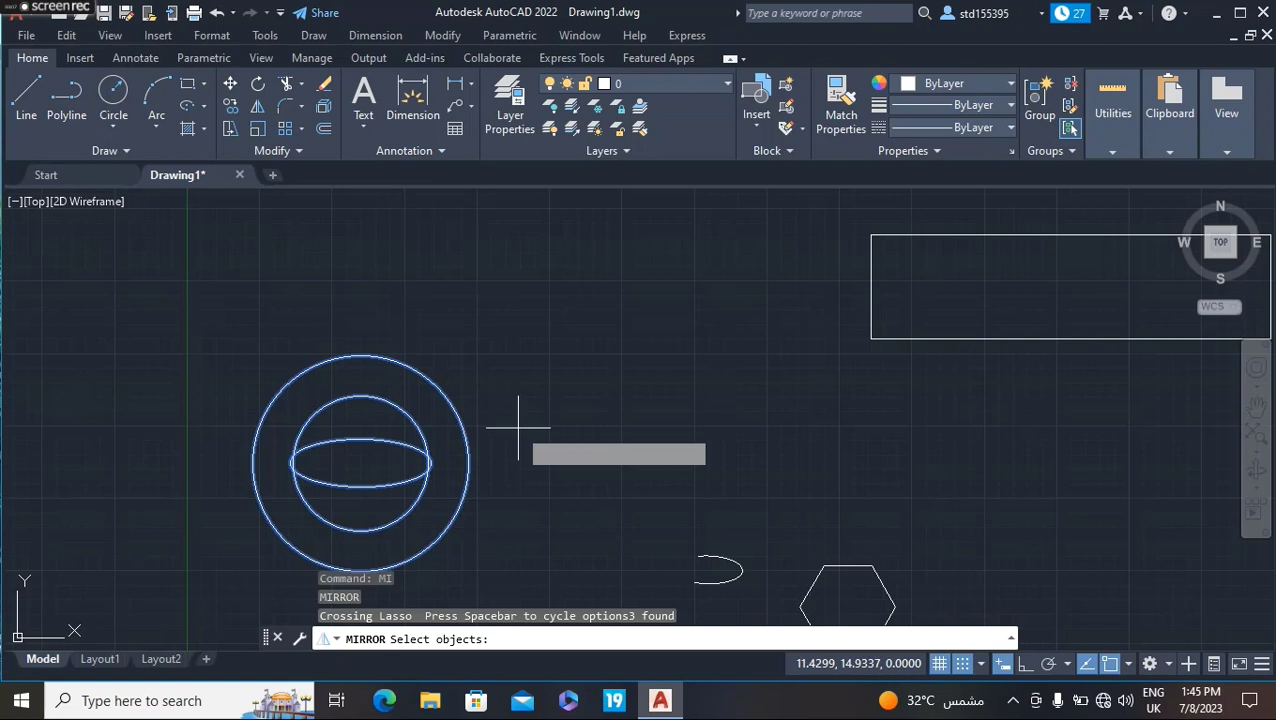 screen rec
Share
Autodesk AutoCAD 2022 Drawing1.dwg
Type a keyword or phrase
std155395
27
File Edit View Insert Format Tools Draw Dimension Modify Parametric Window Help Express
Home Insert Annotate Parametric View Manage Output Add-ins Collaborate Express Tools Featured Apps
Line Polyline Circle Arc
Text Dimension
Layer Properties
0
Insert
Match Properties
ByLayer
ByLayer
ByLayer
Group
Utilities Clipboard View
Draw Modify Annotation Layers Block Properties Groups
Start Drawing1*
[−][Top][2D Wireframe]
N
W TOP E
S
WCS
Y
X
Command: MI
MIRROR
Crossing Lasso Press Spacebar to cycle options3 found
MIRROR Select objects:
Model Layout1 Layout2
11.4299, 14.9337, 0.0000
Type here to search
19
A
32°C مشمس
ENG
UK
1:45 PM
7/8/2023